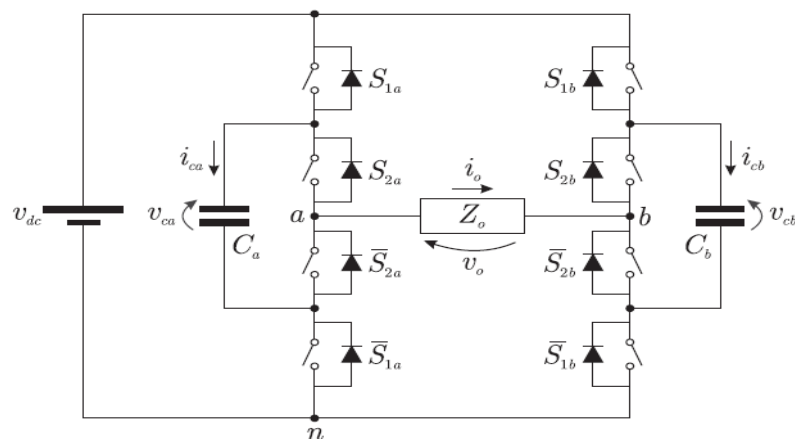 S1a
S1b
ica
io
icb
S2a
S2b
vdc
vca
Ca
a
Zo
b
Cb
vcb
vo
S̅2a
S̅2b
S̅1a
S̅1b
n